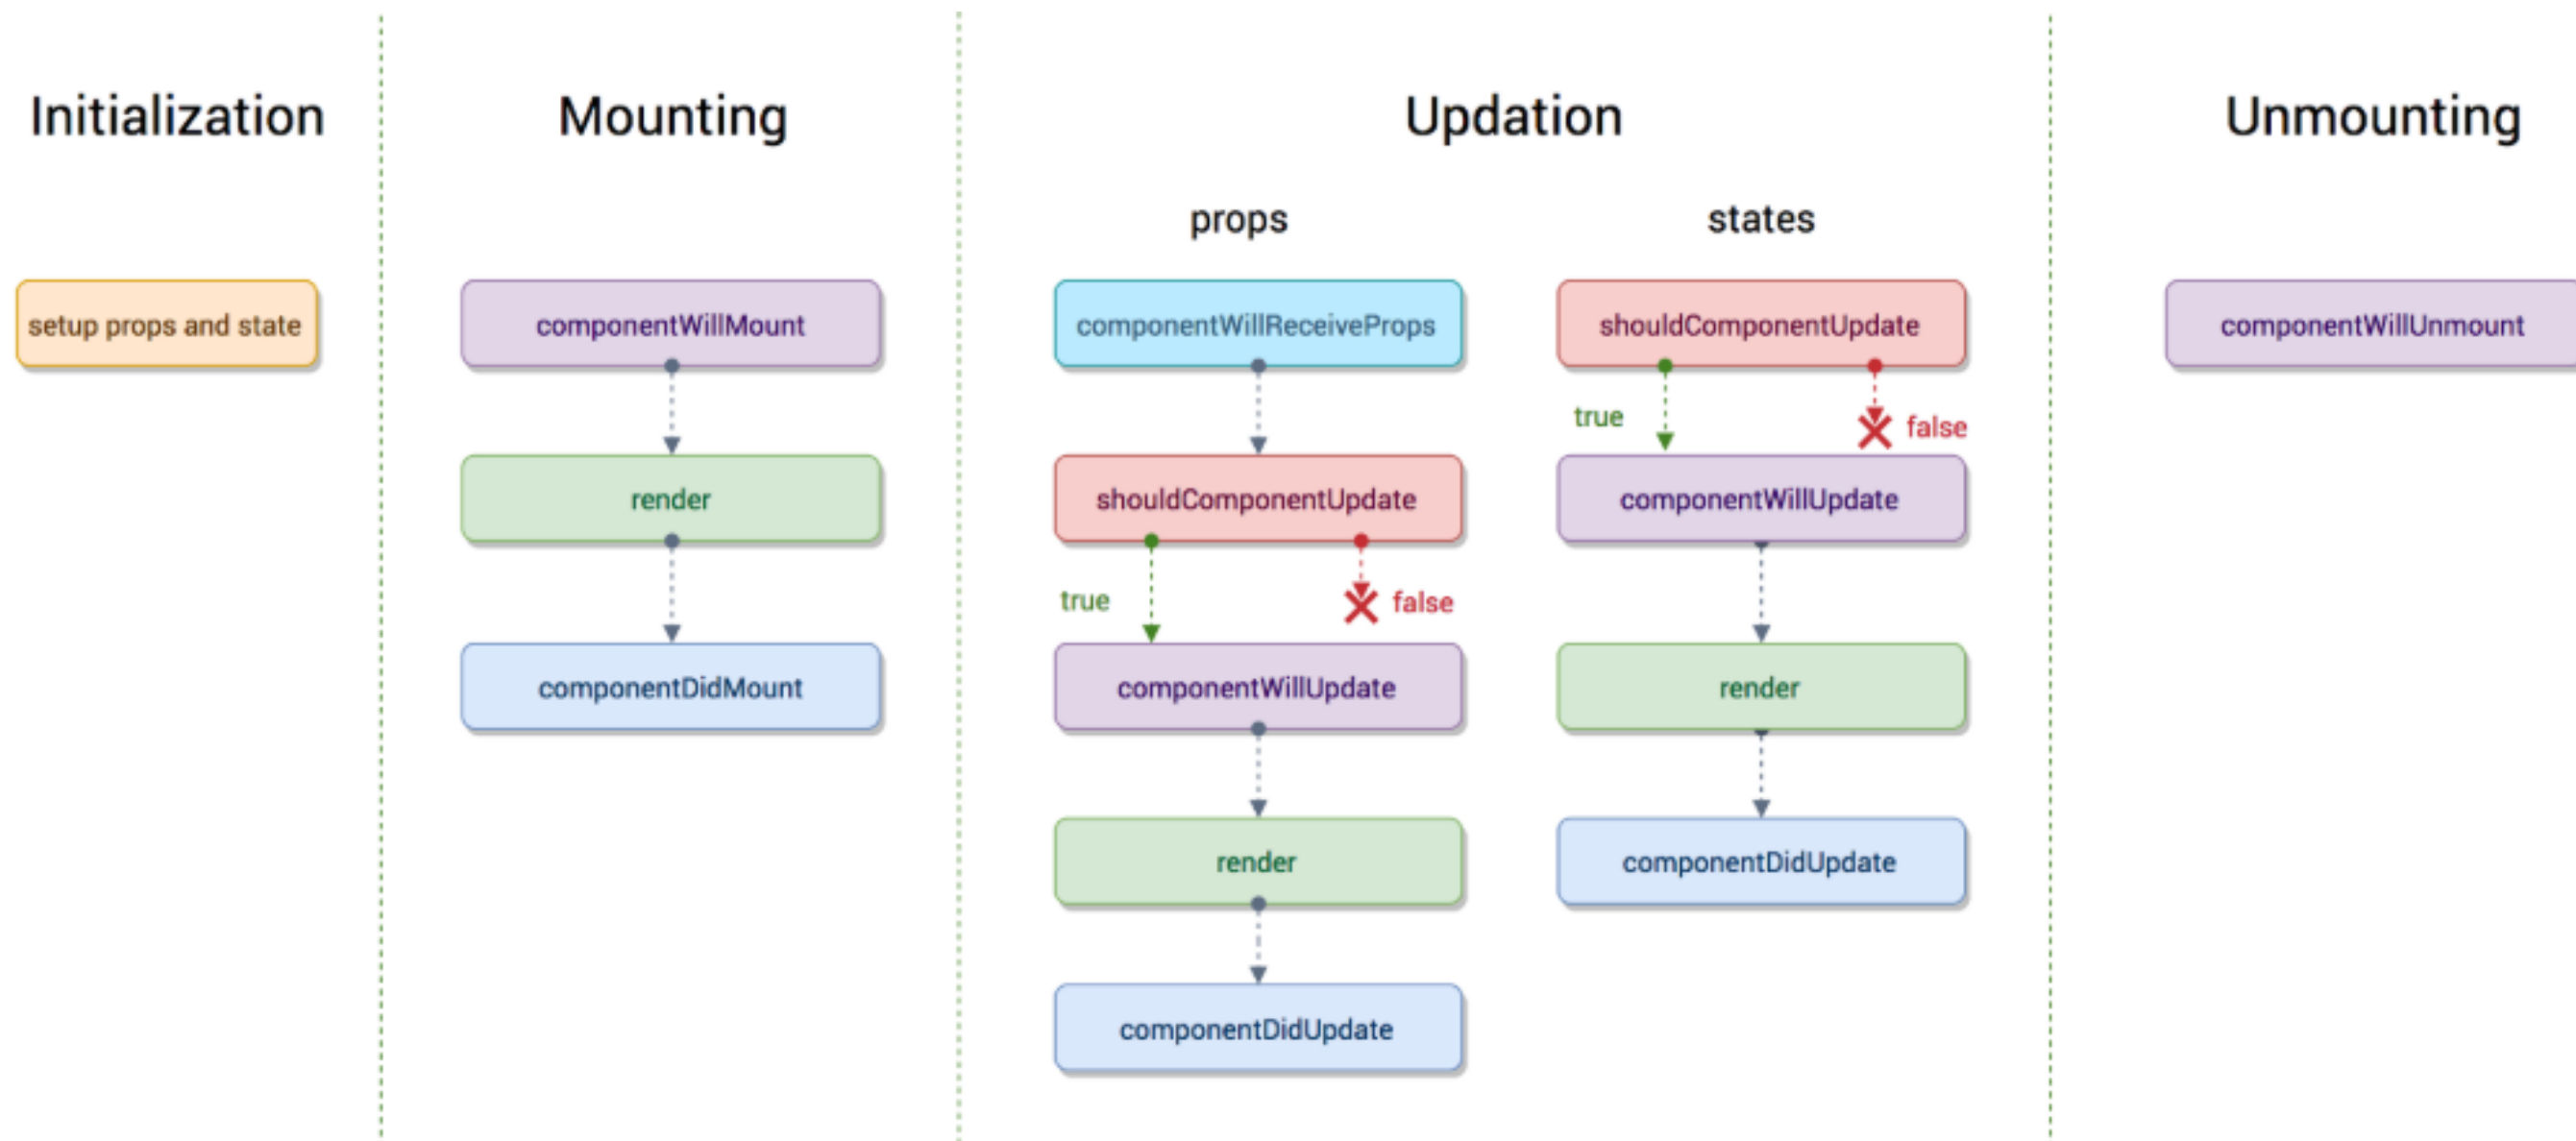 Initialization
Mounting
Updation
Unmounting
props
states
setup props and state
componentWillMount
render
componentDidMount
componentWillReceiveProps
shouldComponentUpdate
true
false
componentWillUpdate
render
componentDidUpdate
shouldComponentUpdate
true
false
componentWillUpdate
render
componentDidUpdate
componentWillUnmount